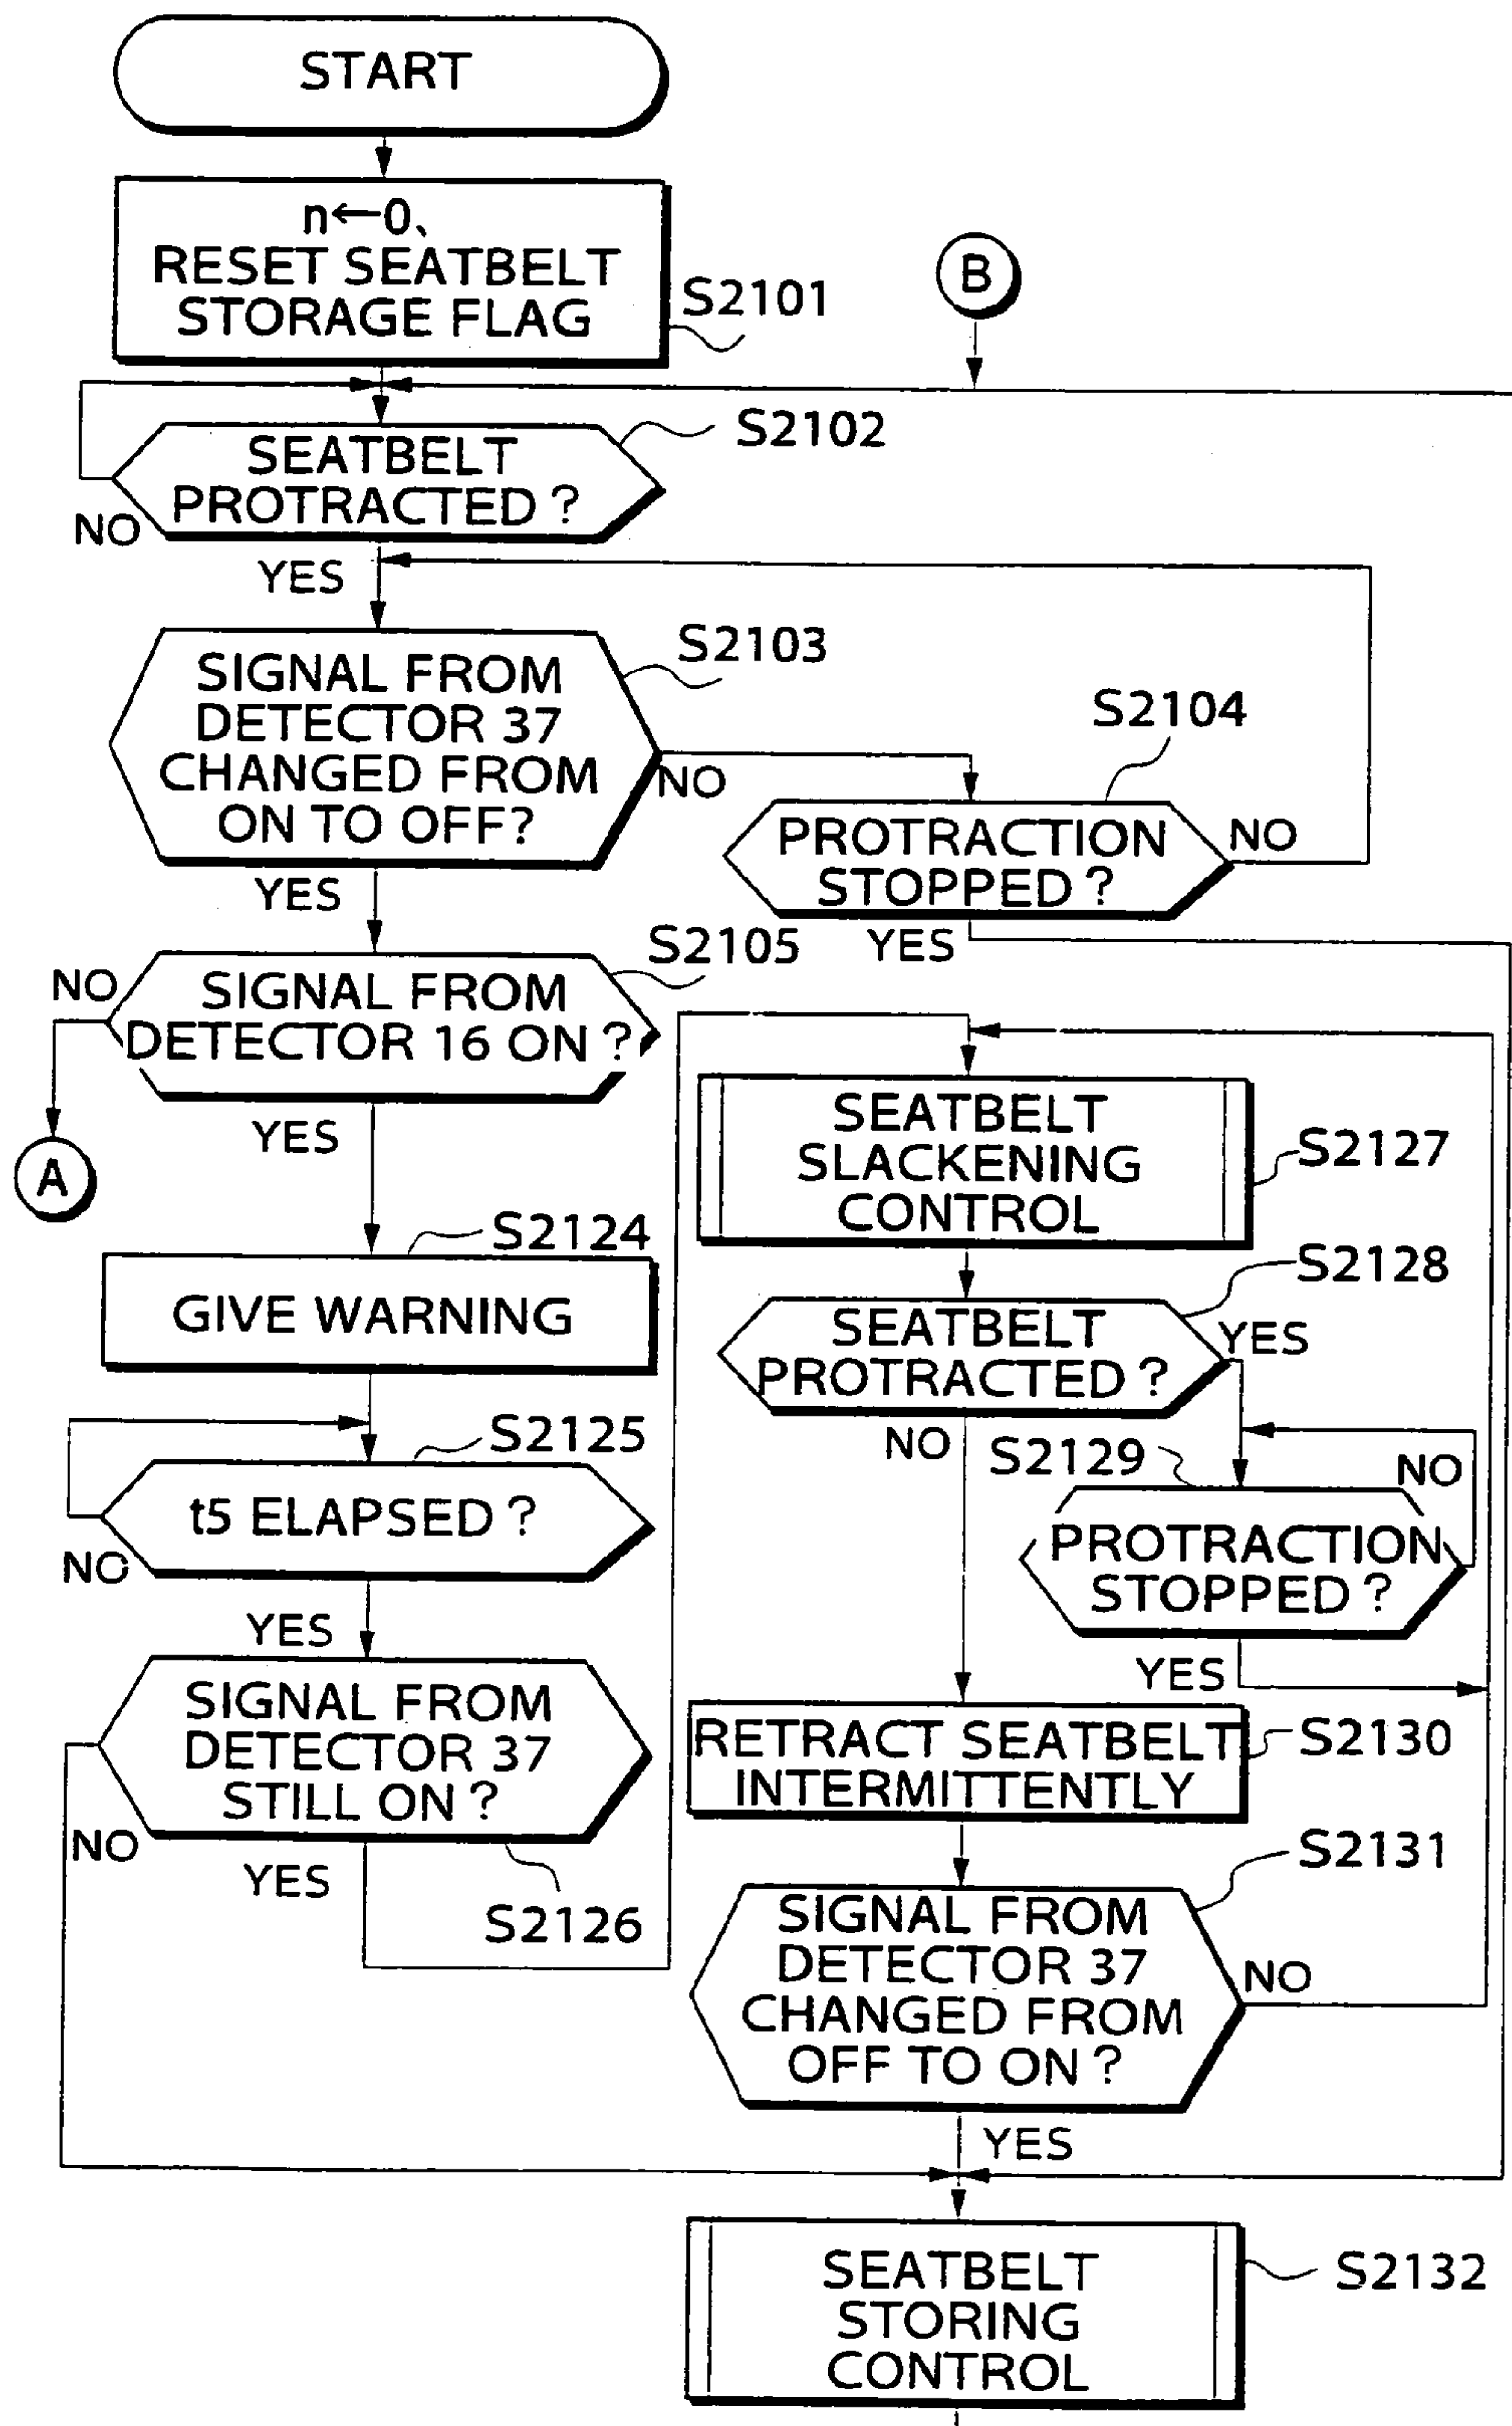 START
n←0、
RESET SEATBELT
STORAGE FLAG
S2101
B
S2102
SEATBELT
PROTRACTED ?
NO
YES
S2103
SIGNAL FROM
DETECTOR 37
CHANGED FROM
ON TO OFF?
NO
S2104
PROTRACTION
STOPPED ?
NO
YES
YES
S2105
NO
SIGNAL FROM
DETECTOR 16 ON ?
A
YES
SEATBELT
SLACKENING
CONTROL
S2127
S2124
GIVE WARNING
S2128
SEATBELT
PROTRACTED ?
YES
NO
S2125
t5 ELAPSED ?
NO
YES
S2129
NO
PROTRACTION
STOPPED ?
YES
SIGNAL FROM
DETECTOR 37
STILL ON ?
NO
YES
S2126
RETRACT SEATBELT
INTERMITTENTLY
S2130
S2131
SIGNAL FROM
DETECTOR 37
CHANGED FROM
OFF TO ON ?
NO
YES
SEATBELT
STORING
CONTROL
S2132